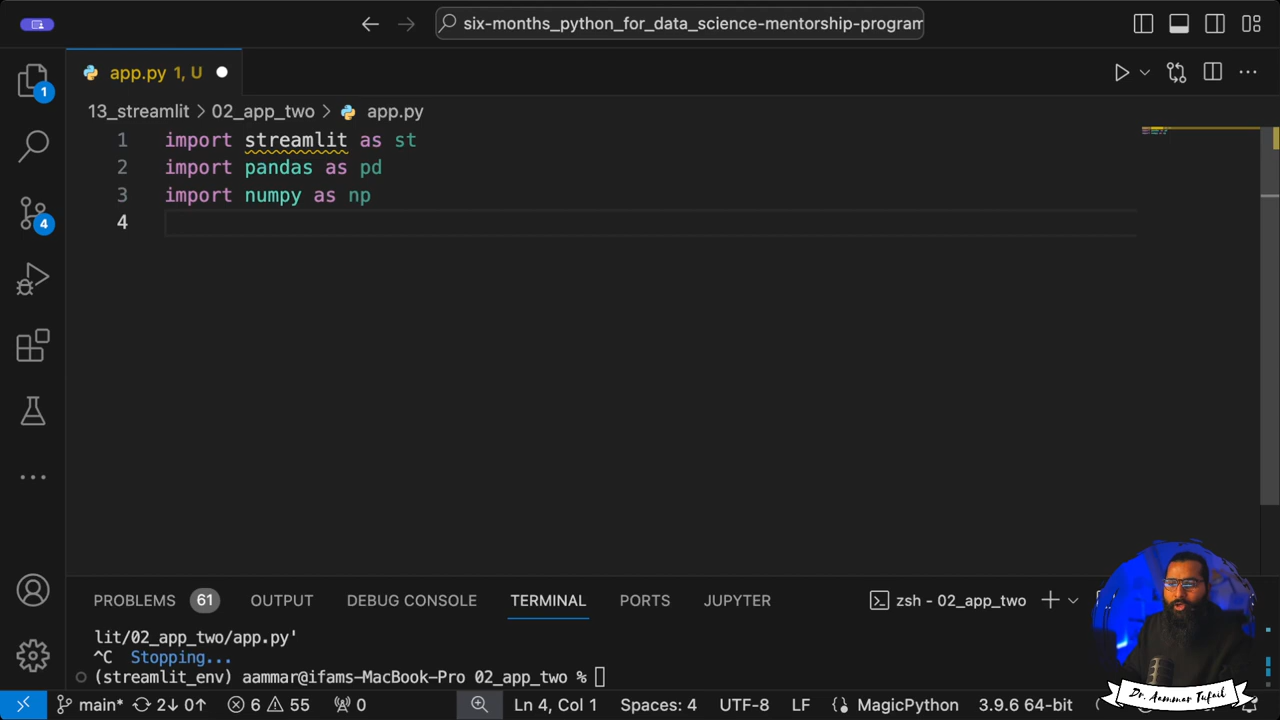 six-months_python_for_data_science-mentorship-program
app.py 1, U
13_streamlit > 02_app_two > app.py
1 import streamlit as st
2 import pandas as pd
3 import numpy as np
4
1
4
PROBLEMS 61 OUTPUT DEBUG CONSOLE TERMINAL PORTS JUPYTER zsh - 02_app_two
lit/02_app_two/app.py'
^C Stopping...
(streamlit_env) aammar@ifams-MacBook-Pro 02_app_two %
Dr. Aammar Tufail
main* 2↓ 0↑ 6 55 0 Ln 4, Col 1 Spaces: 4 UTF-8 LF MagicPython 3.9.6 64-bit